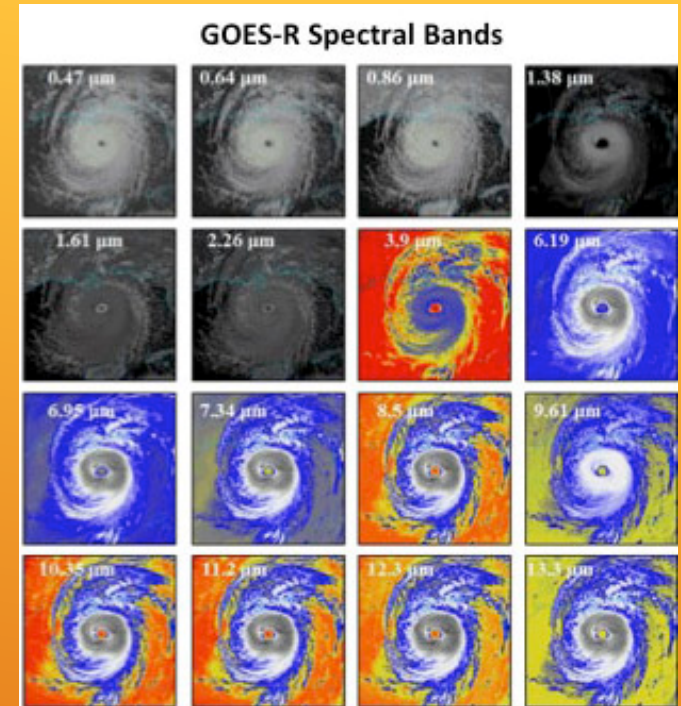 GOES-R Spectral Bands
0.47 µm 0.64 µm 0.86 µm 1.38 µm
1.61 µm 2.26 µm 3.9 µm 6.19 µm
6.95 µm 7.34 µm 8.5 µm 9.61 µm
10.35 µm 11.2 µm 12.3 µm 13.3 µm